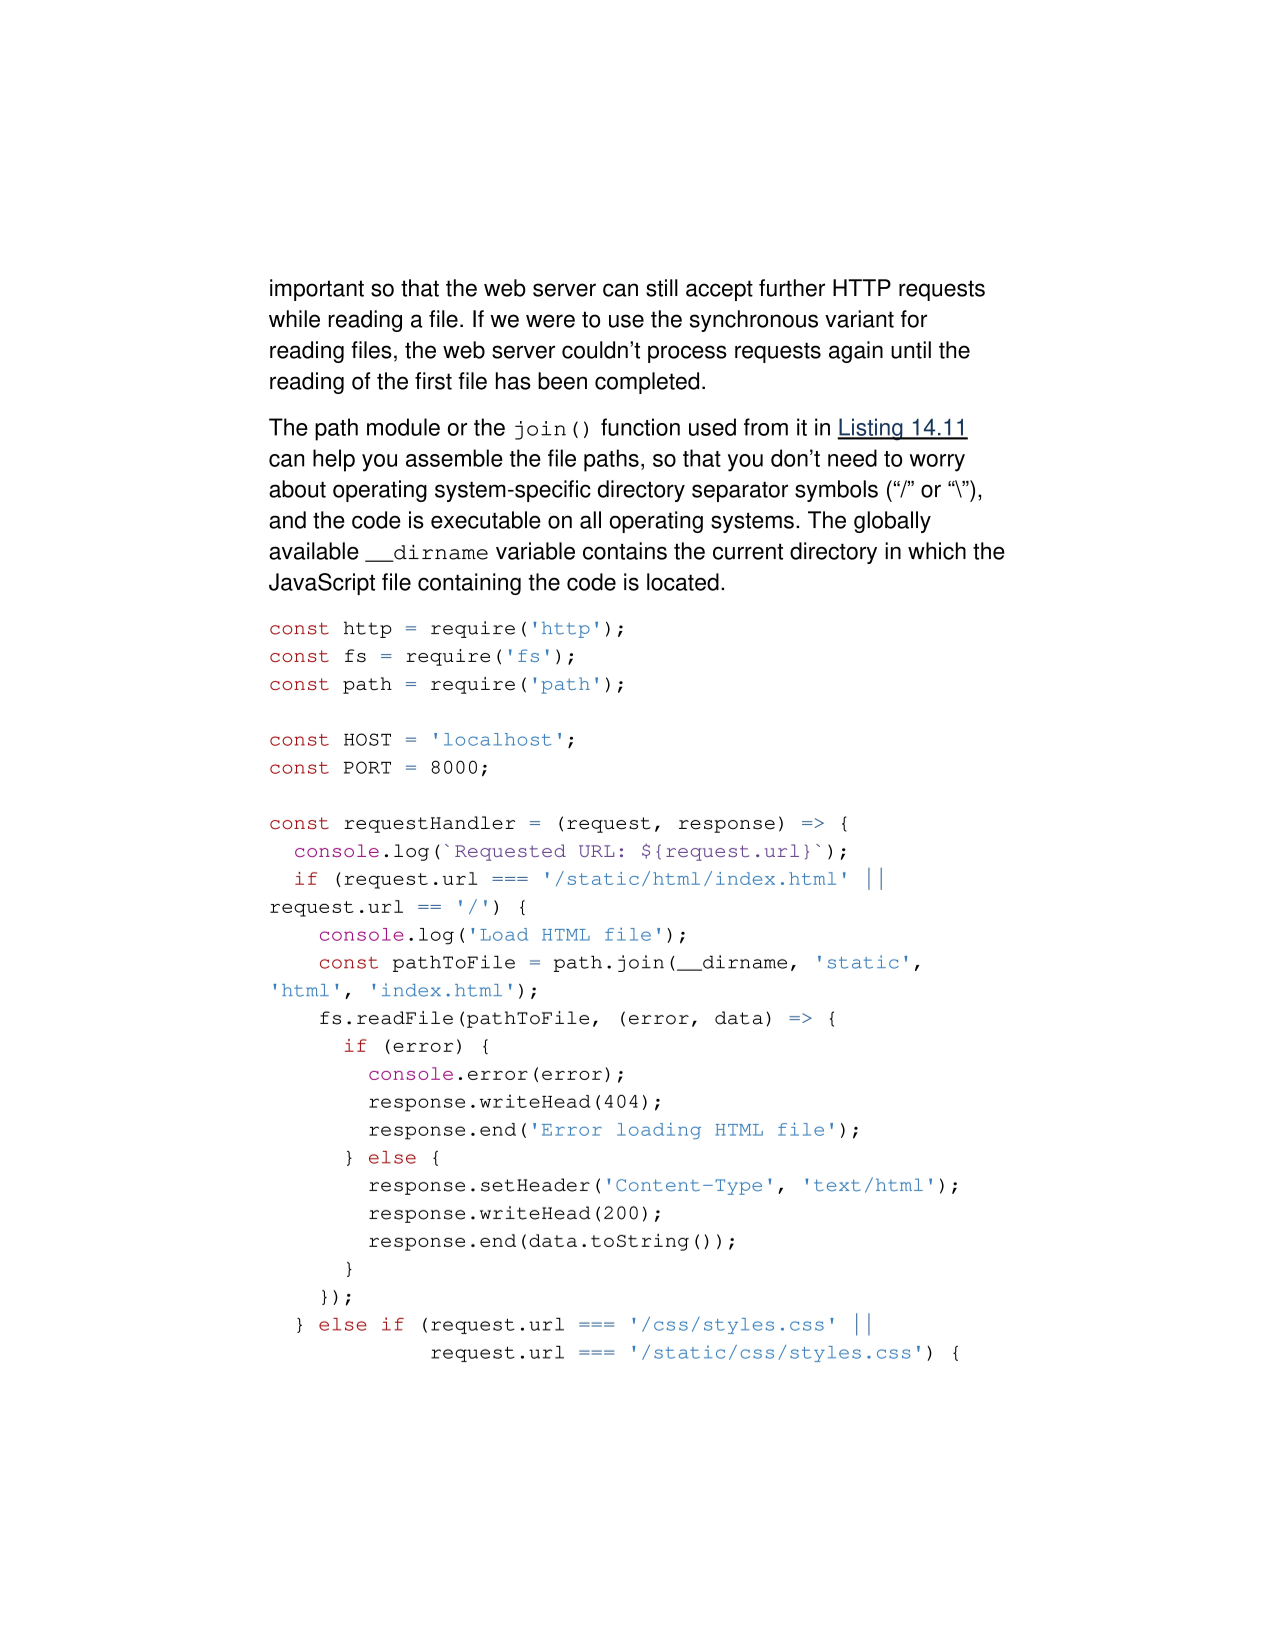 important so that the web server can still accept further HTTP requests
while reading a file. If we were to use the synchronous variant for
reading files, the web server couldn’t process requests again until the
reading of the first file has been completed.
The path module or the join() function used from it in Listing 14.11
can help you assemble the file paths, so that you don’t need to worry
about operating system-specific directory separator symbols (“/” or “\”),
and the code is executable on all operating systems. The globally
available __dirname variable contains the current directory in which the
JavaScript file containing the code is located.
const http = require('http');
const fs = require('fs');
const path = require('path');

const HOST = 'localhost';
const PORT = 8000;

const requestHandler = (request, response) => {
  console.log(`Requested URL: ${request.url}`);
  if (request.url === '/static/html/index.html' ||
request.url == '/') {
    console.log('Load HTML file');
    const pathToFile = path.join(__dirname, 'static',
'html', 'index.html');
    fs.readFile(pathToFile, (error, data) => {
      if (error) {
        console.error(error);
        response.writeHead(404);
        response.end('Error loading HTML file');
      } else {
        response.setHeader('Content-Type', 'text/html');
        response.writeHead(200);
        response.end(data.toString());
      }
    });
  } else if (request.url === '/css/styles.css' ||
             request.url === '/static/css/styles.css') {